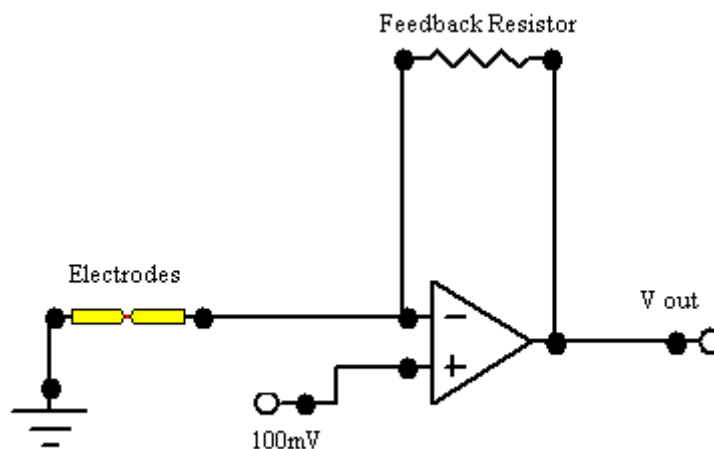 Feedback Resistor
Electrodes
V out
-
+
100mV